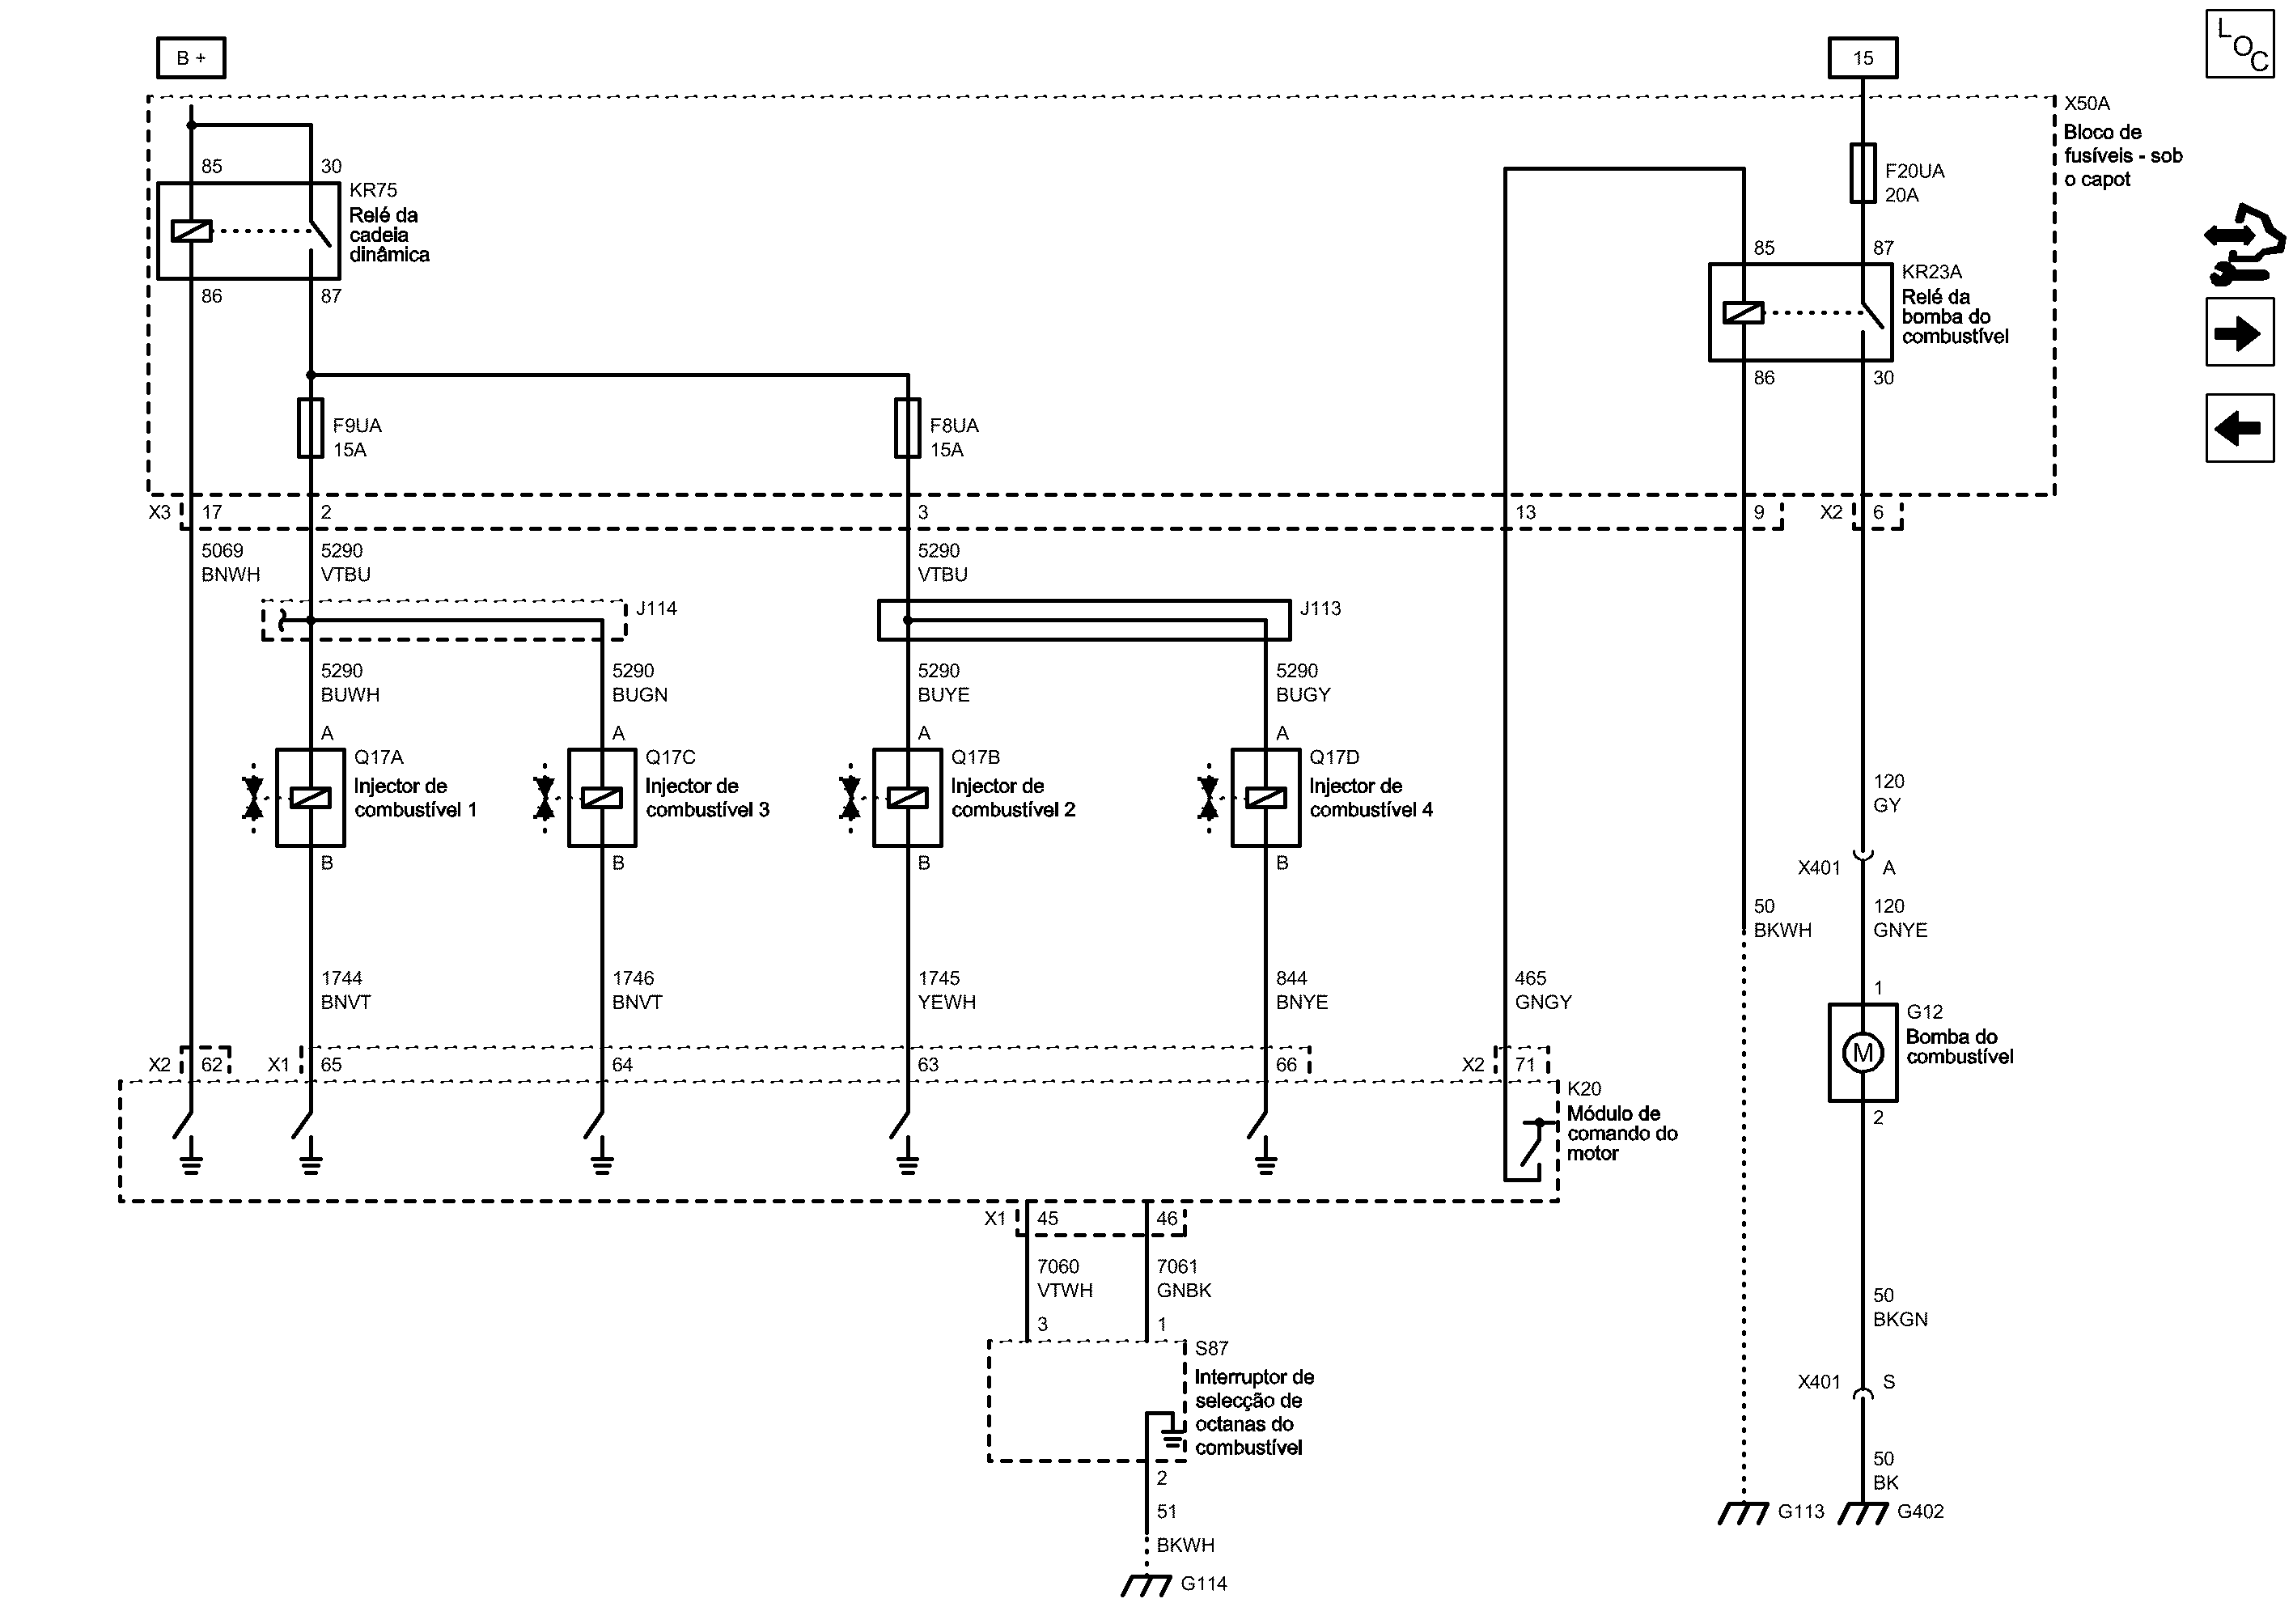 B +
15
LOC
X50A
Bloco de
fusíveis - sob
o capot
85
30
KR75
Relé da
cadeia
dinâmica
86
87
F20UA
20A
85
87
KR23A
Relé da
bomba do
combustível
86
30
F9UA
15A
F8UA
15A
X3
17
2
3
13
9
X2
6
5069
BNWH
5290
VTBU
5290
VTBU
J114
J113
5290
BUWH
5290
BUGN
5290
BUYE
5290
BUGY
A
A
A
A
Q17A
Injector de
combustível 1
Q17C
Injector de
combustível 3
Q17B
Injector de
combustível 2
Q17D
Injector de
combustível 4
B
B
B
B
120
GY
X401
A
50
BKWH
120
GNYE
1744
BNVT
1746
BNVT
1745
YEWH
844
BNYE
465
GNGY
1
G12
Bomba do
combustível
M
2
X2
62
X1
65
64
63
66
X2
71
K20
Módulo de
comando do
motor
X1
45
46
7060
VTWH
7061
GNBK
3
1
S87
Interruptor de
selecção de
octanas do
combustível
50
BKGN
X401
S
50
BK
2
51
BKWH
G113
G402
G114